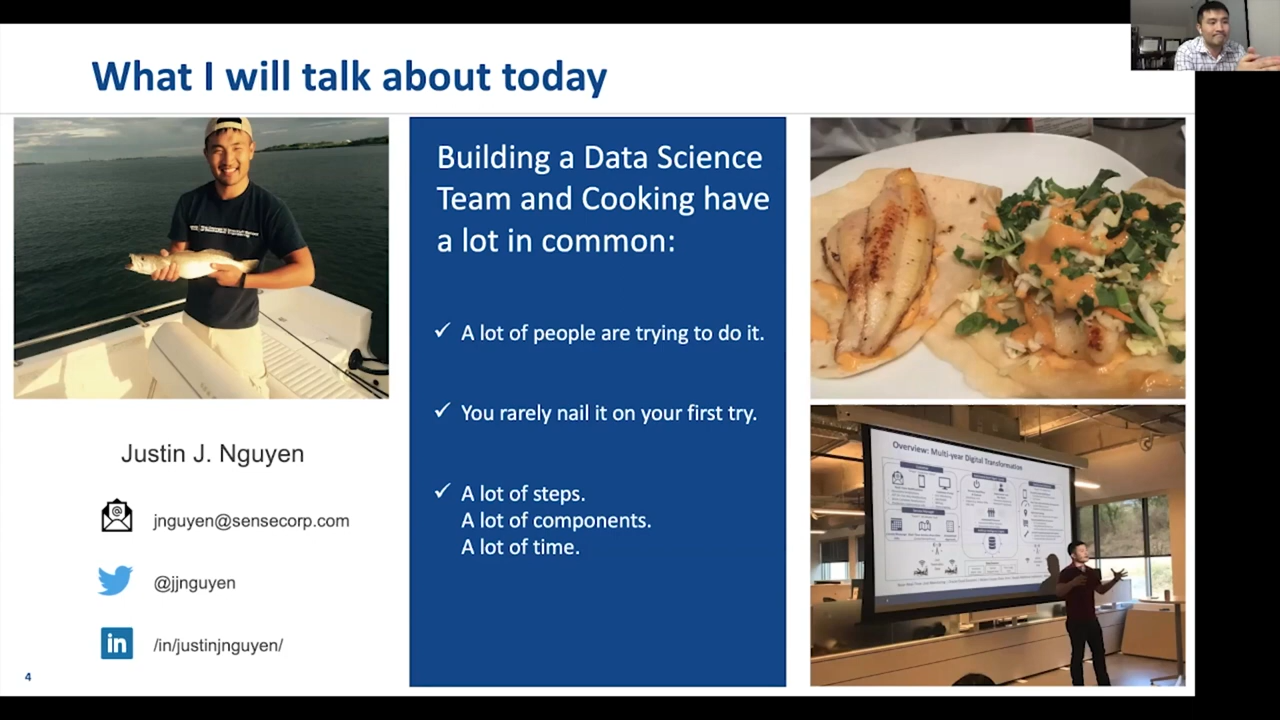 What I will talk about today
Building a Data Science
Team and Cooking have
a lot in common:
✓ A lot of people are trying to do it.
✓ You rarely nail it on your first try.
✓ A lot of steps.
A lot of components.
A lot of time.
Justin J. Nguyen
jnguyen@sensecorp.com
@jjnguyen
in /in/justinjnguyen/
4
Overview: Multi-year Digital Transformation